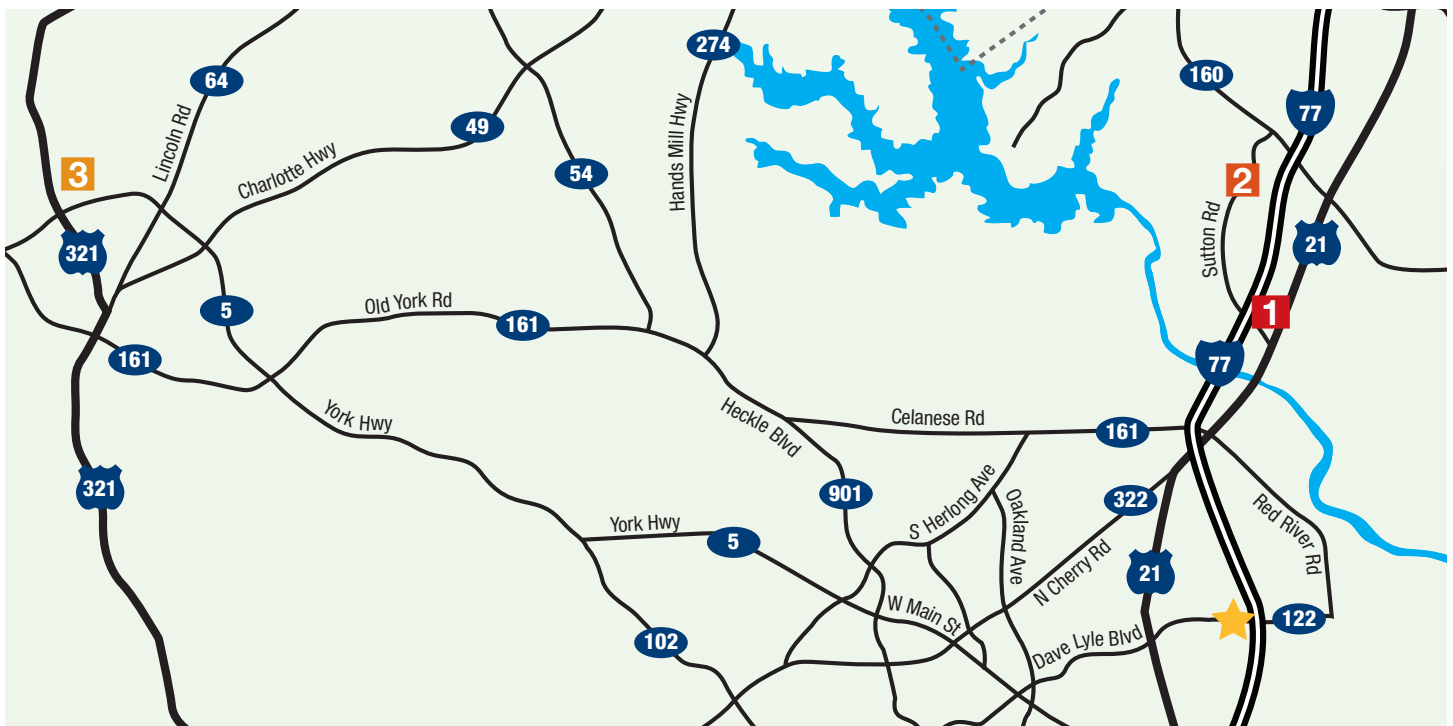 274
64
160
77
49
Lincoln Rd
Charlotte Hwy
Hands Mill Hwy
3
54
2
Sutton Rd
321
21
5
Old York Rd
161
1
161
77
York Hwy
Heckle Blvd
Celanese Rd
161
321
901
S Herlong Ave
Oakland Ave
322
Red River Rd
York Hwy
5
N Cherry Rd
21
W Main St
122
102
Dave Lyle Blvd